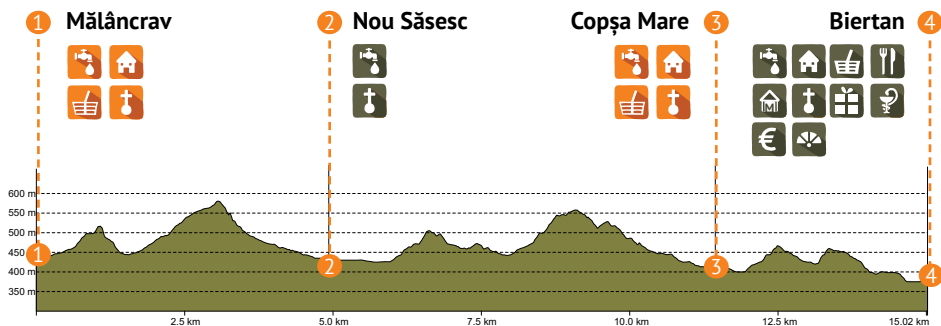 1 Mălâncrav 2 Nou Săsesc Copșa Mare 3 Biertan 4
M
€
600 m
550 m
500 m
450 m
400 m
350 m
1 2 3 4
2.5 km 5.0 km 7.5 km 10.0 km 12.5 km 15.02 km